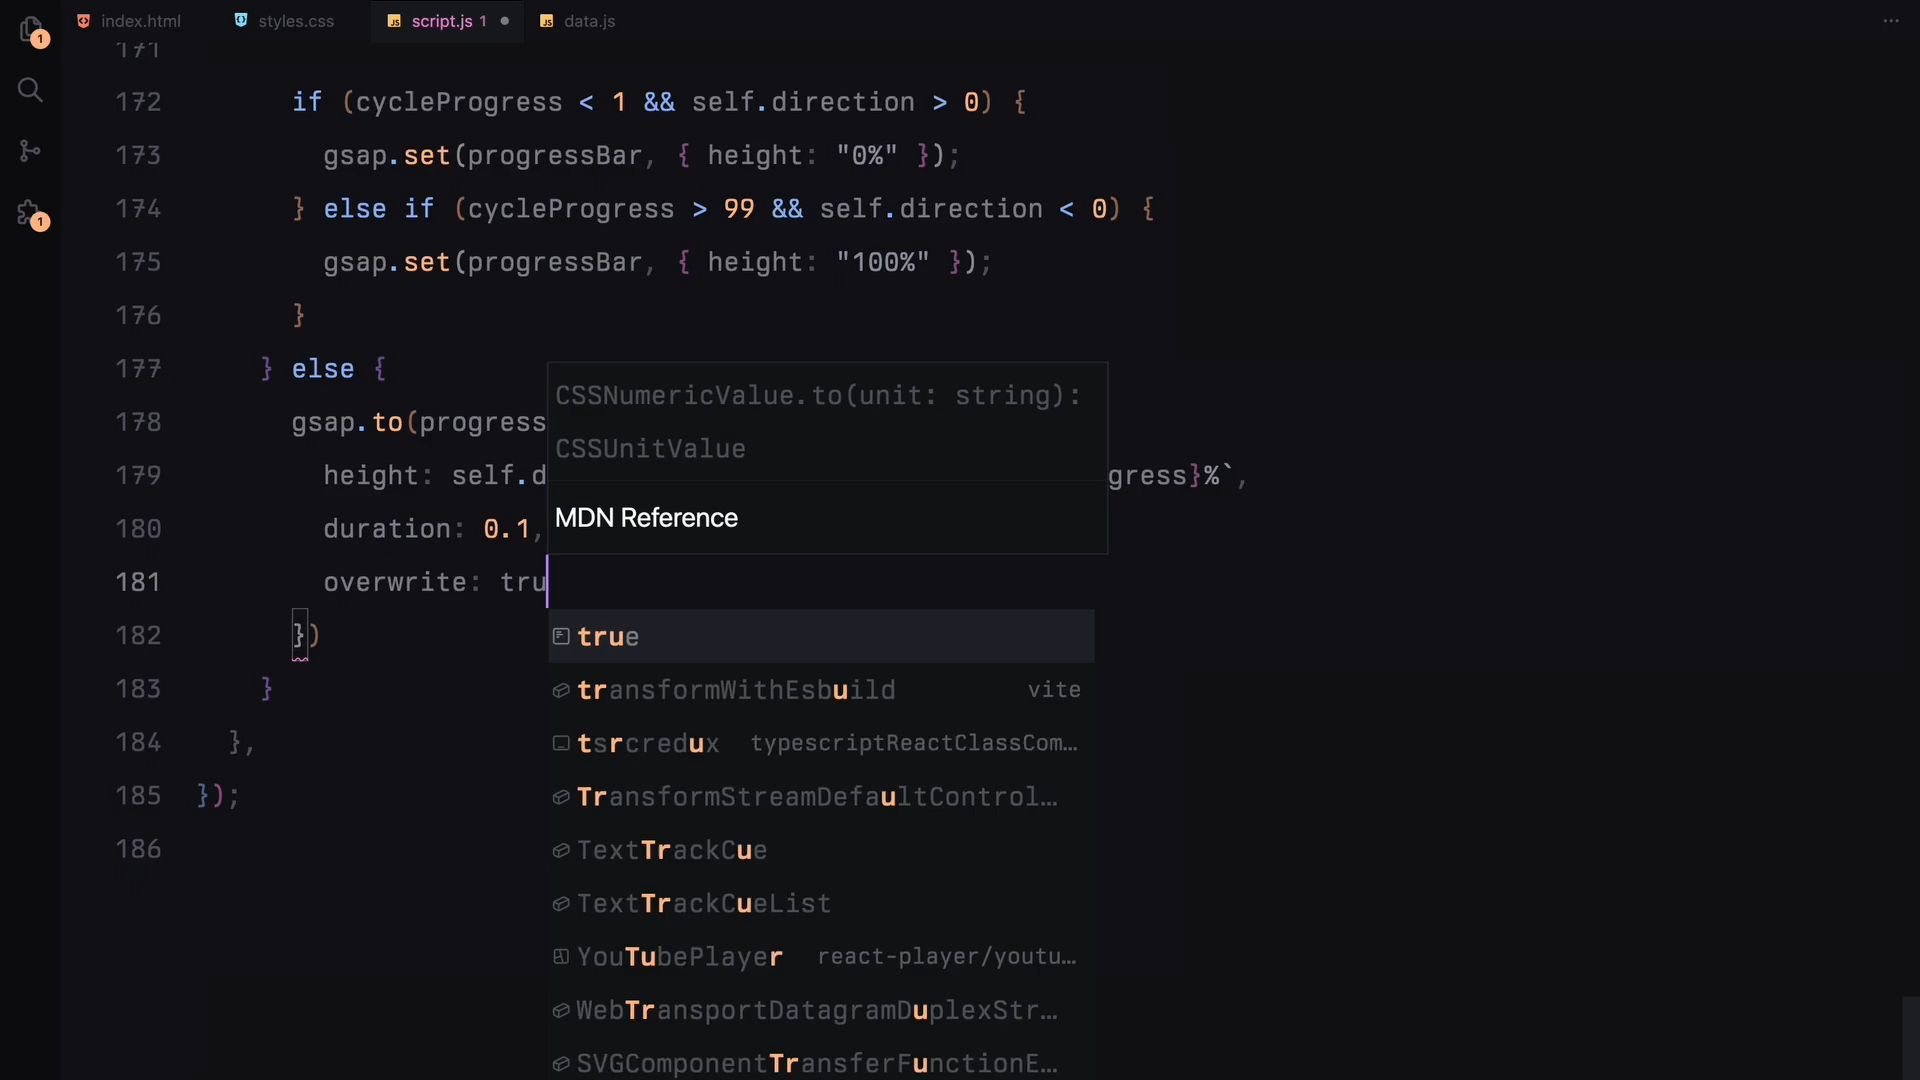 index.html
styles.css
script.js 1
data.js
1
1
171
172 if (cycleProgress < 1 && self.direction > 0) {
173 gsap.set(progressBar, { height: "0%" });
174 } else if (cycleProgress > 99 && self.direction < 0) {
175 gsap.set(progressBar, { height: "100%" });
176 }
177 } else {
178 gsap.to(progress
179 height: self.d gress}%`,
180 duration: 0.1,
181 overwrite: tru
182 })
183 }
184 },
185 });
186
CSSNumericValue.to(unit: string):
CSSUnitValue
MDN Reference
true
transformWithEsbuild vite
tsrcredux typescriptReactClassCom…
TransformStreamDefaultControl…
TextTrackCue
TextTrackCueList
YouTubePlayer react-player/youtu…
WebTransportDatagramDuplexStr…
SVGComponentTransferFunctionE…